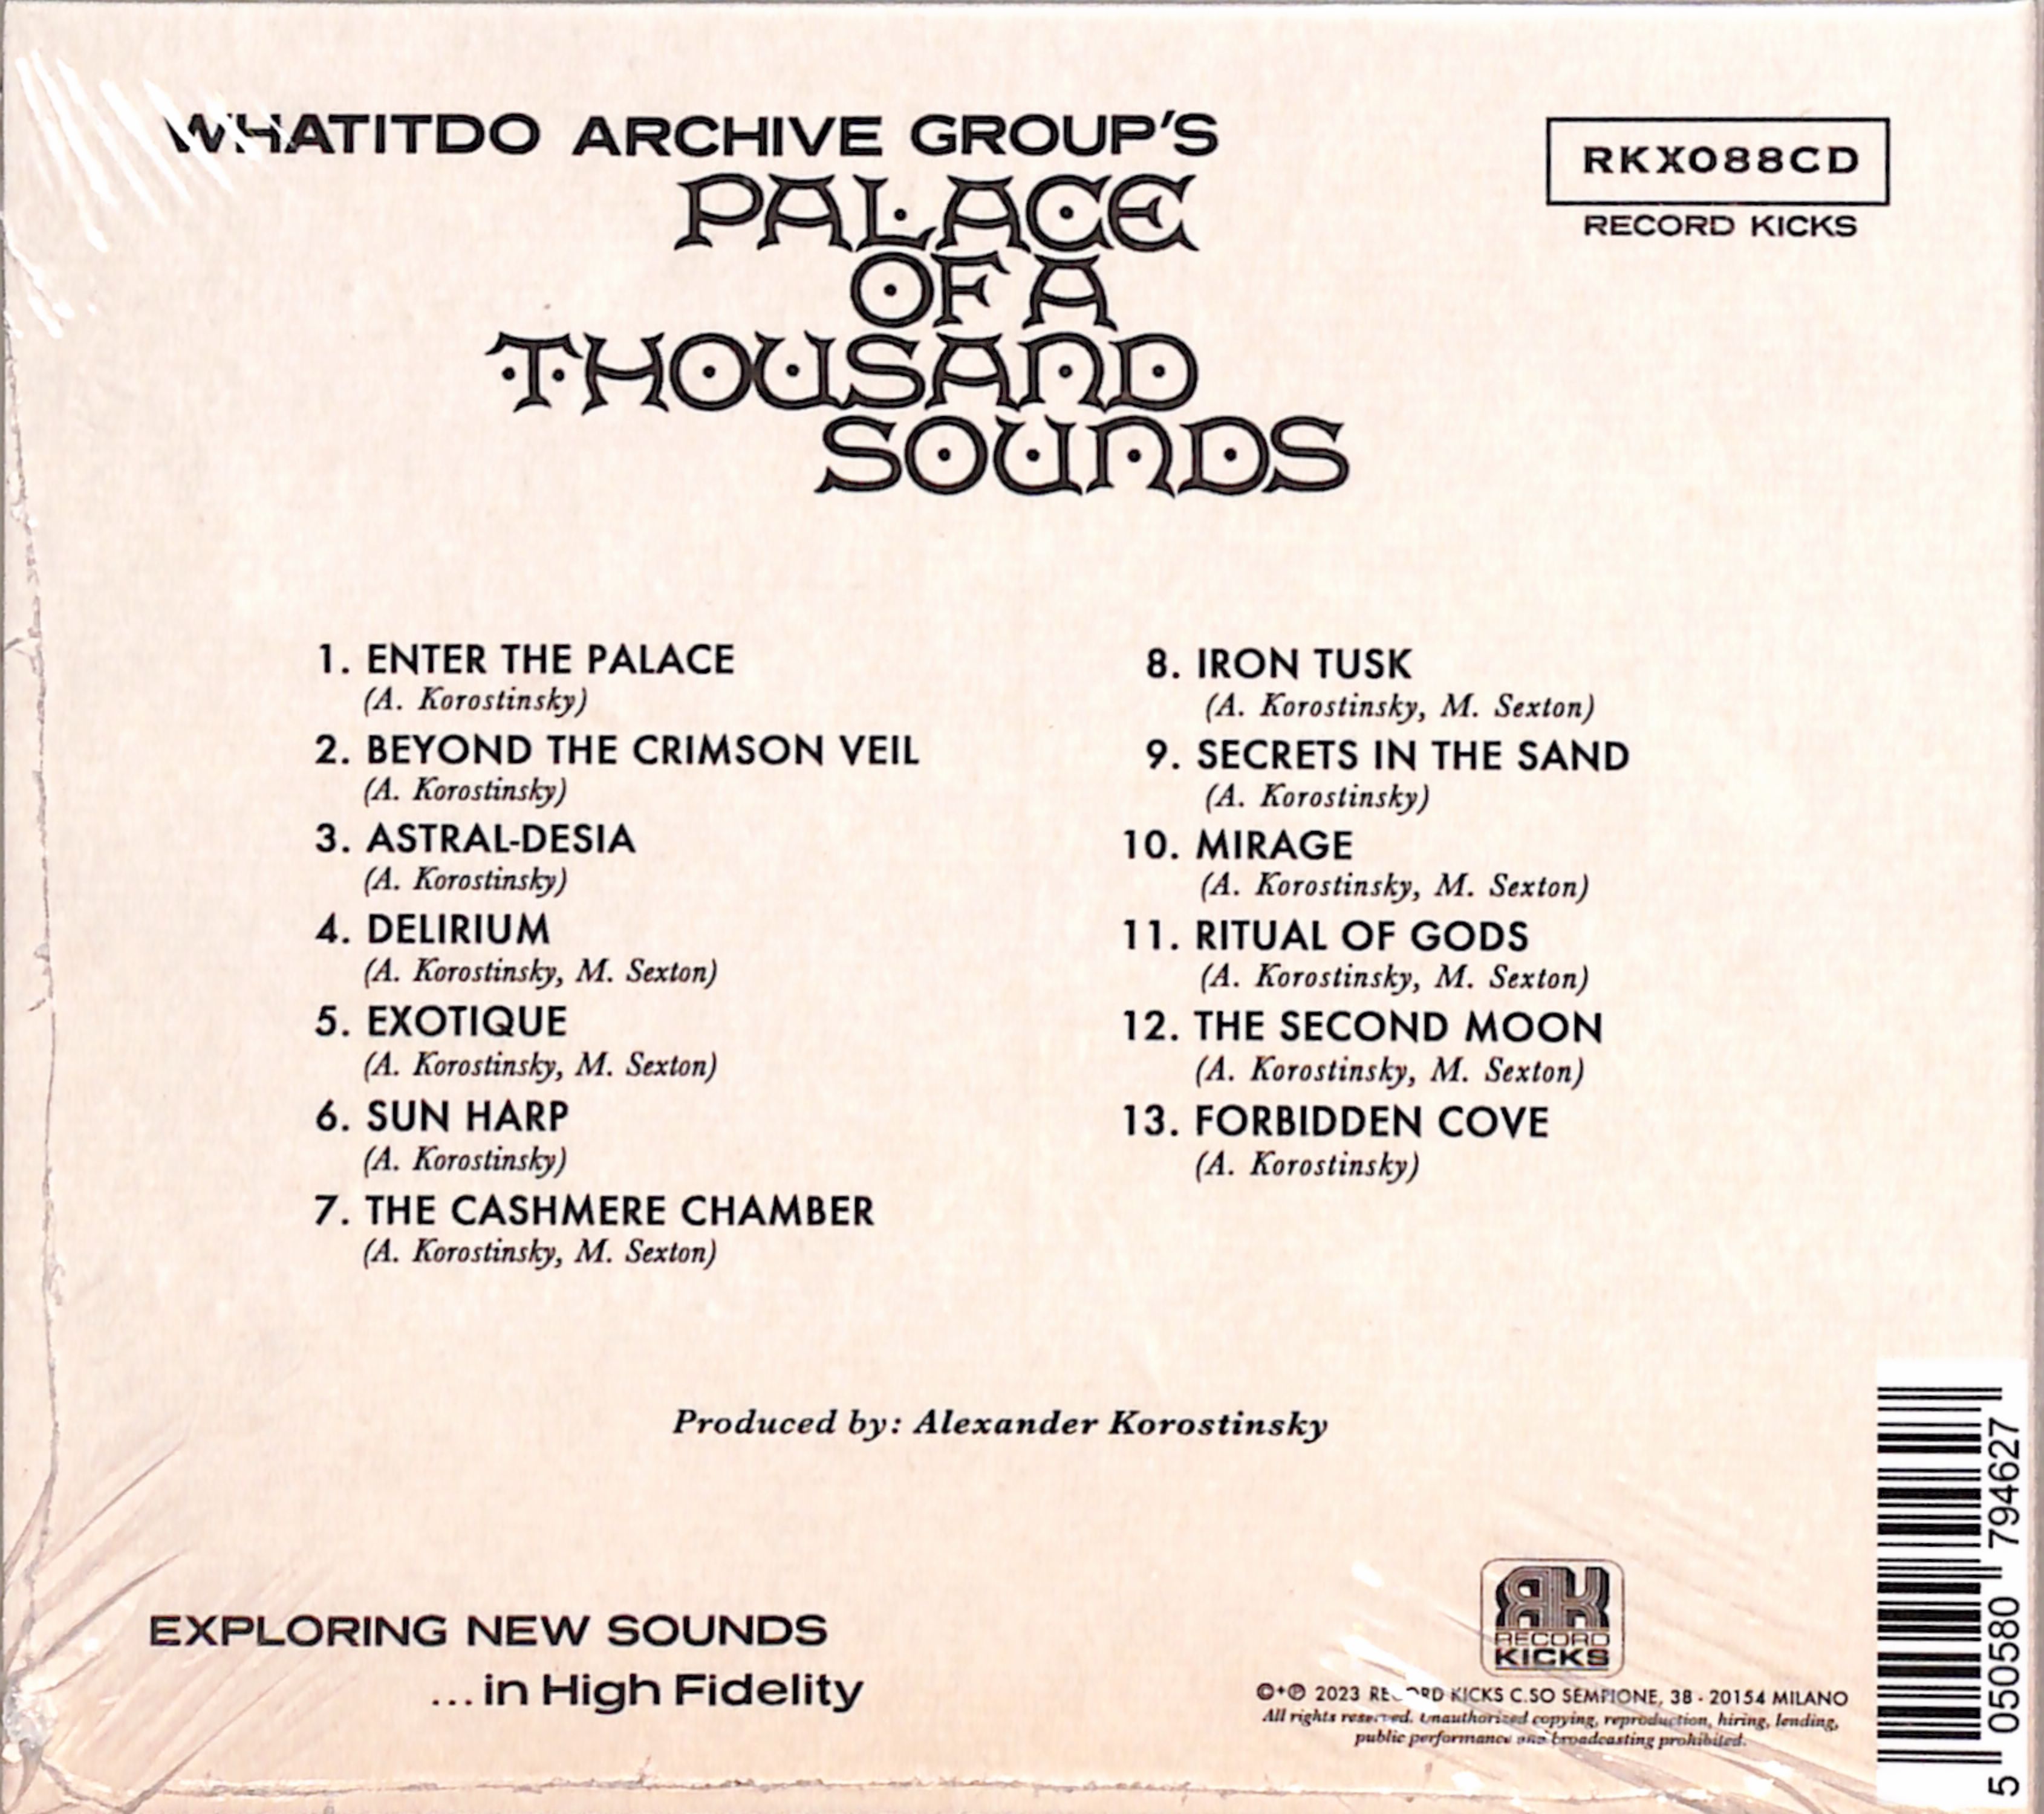 WHATITDO ARCHIVE GROUP'S
PALACE
OF A
THOUSAND
SOUNDS
RKX088CD
RECORD KICKS
1. ENTER THE PALACE
(A. Korostinsky)
2. BEYOND THE CRIMSON VEIL
(A. Korostinsky)
3. ASTRAL-DESIA
(A. Korostinsky)
4. DELIRIUM
(A. Korostinsky, M. Sexton)
5. EXOTIQUE
(A. Korostinsky, M. Sexton)
6. SUN HARP
(A. Korostinsky)
7. THE CASHMERE CHAMBER
(A. Korostinsky, M. Sexton)
8. IRON TUSK
(A. Korostinsky, M. Sexton)
9. SECRETS IN THE SAND
(A. Korostinsky)
10. MIRAGE
(A. Korostinsky, M. Sexton)
11. RITUAL OF GODS
(A. Korostinsky, M. Sexton)
12. THE SECOND MOON
(A. Korostinsky, M. Sexton)
13. FORBIDDEN COVE
(A. Korostinsky)
Produced by: Alexander Korostinsky
EXPLORING NEW SOUNDS
...in High Fidelity
RK
RECORD
KICKS
©+℗ 2023 RECORD KICKS C.SO SEMPIONE, 38 - 20154 MILANO
All rights reserved. Unauthorized copying, reproduction, hiring, lending,
public performance and broadcasting prohibited.
5 050580 794627